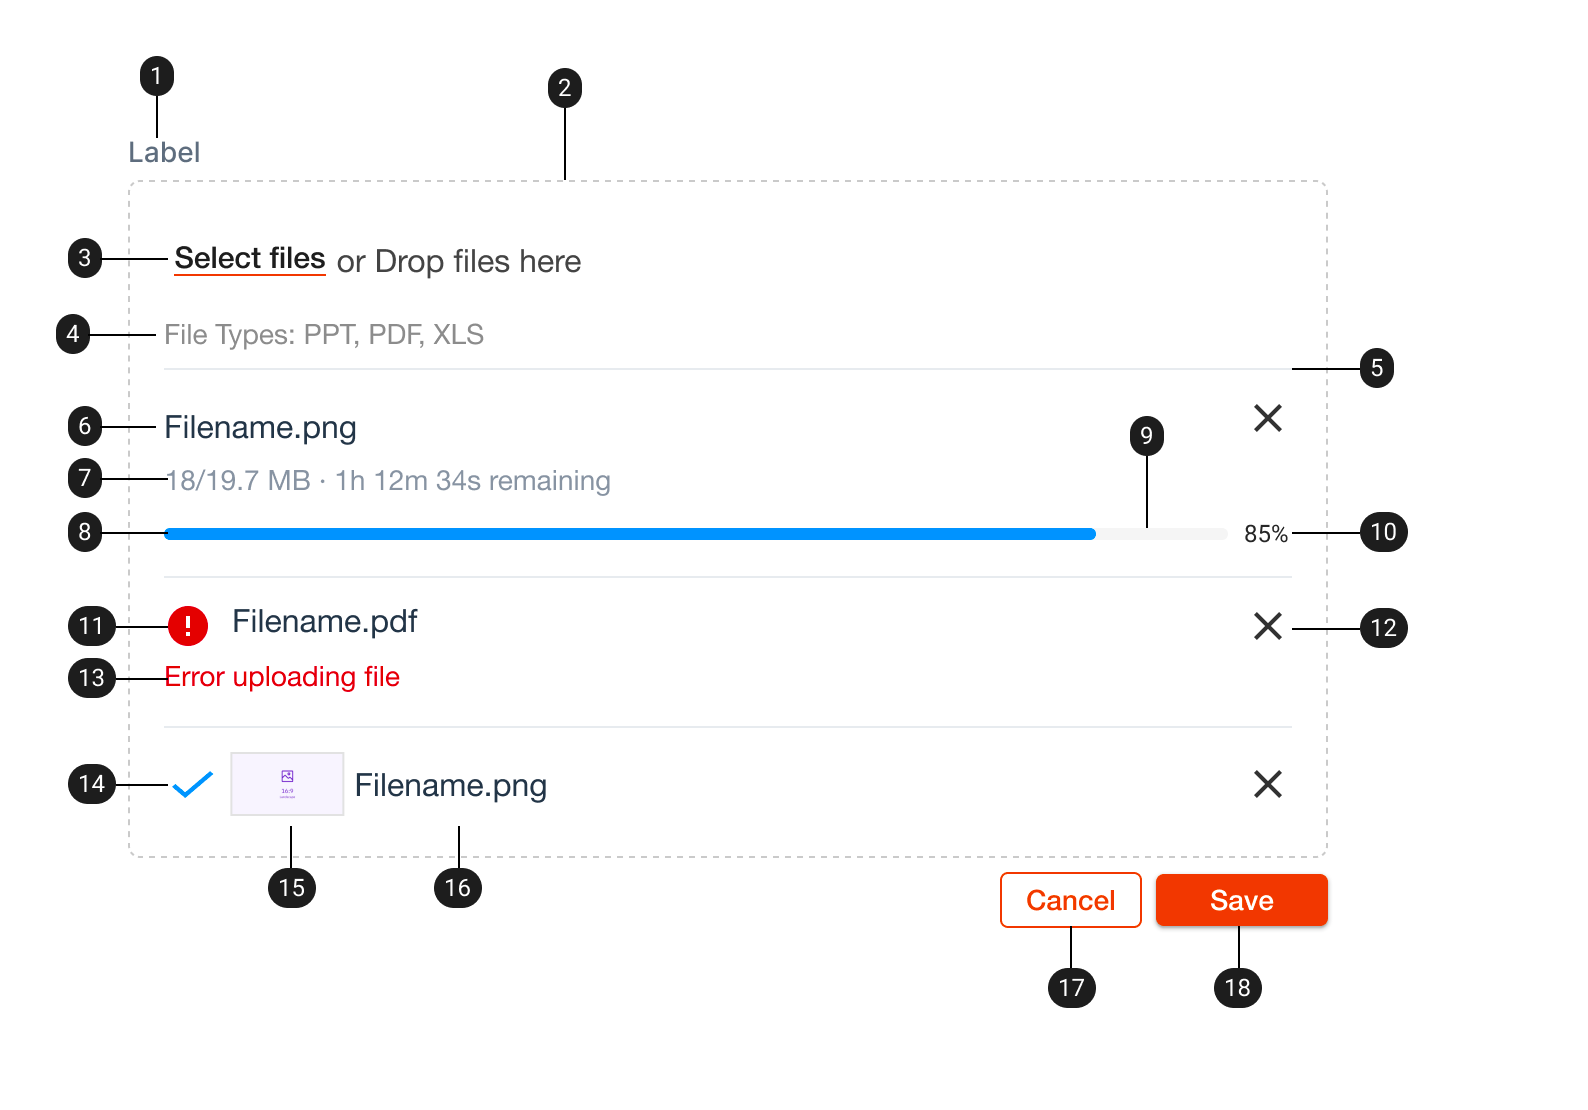 1
2
Label
3 Select files or Drop files here
4 File Types: PPT, PDF, XLS
5
6 Filename.png
9
7 18/19.7 MB · 1h 12m 34s remaining
8 85% 10
11 ! Filename.pdf 12
13 Error uploading file
14 16:9 Filename.png
15 16
Cancel Save
17 18